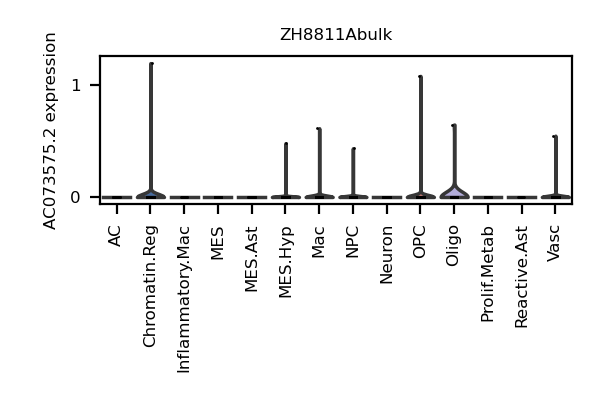 ZH8811Abulk
AC073575.2 expression
1
0
AC
Chromatin.Reg
Inflammatory.Mac
MES
MES.Ast
MES.Hyp
Mac
NPC
Neuron
OPC
Oligo
Prolif.Metab
Reactive.Ast
Vasc